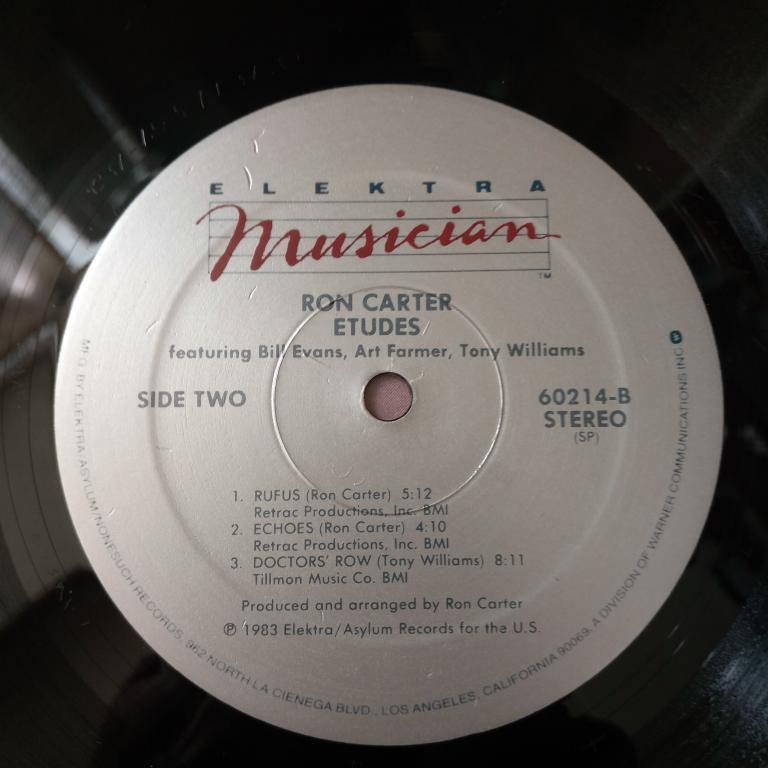 ELEKTRA
Musician
TM
RON CARTER
ETUDES
featuring Bill Evans, Art Farmer, Tony Williams
SIDE TWO
60214-B
STEREO
(SP)
1. RUFUS (Ron Carter) 5:12
Retrac Productions, Inc. BMI
2. ECHOES (Ron Carter) 4:10
Retrac Productions, Inc. BMI
3. DOCTORS' ROW (Tony Williams) 8:11
Tillmon Music Co. BMI
Produced and arranged by Ron Carter
℗ 1983 Elektra/Asylum Records for the U.S.
MFG. BY ELEKTRA/ASYLUM/NONESUCH RECORDS, 962 NORTH LA CIENEGA BLVD., LOS ANGELES, CALIFORNIA 90069. A DIVISION OF WARNER COMMUNICATIONS INC.